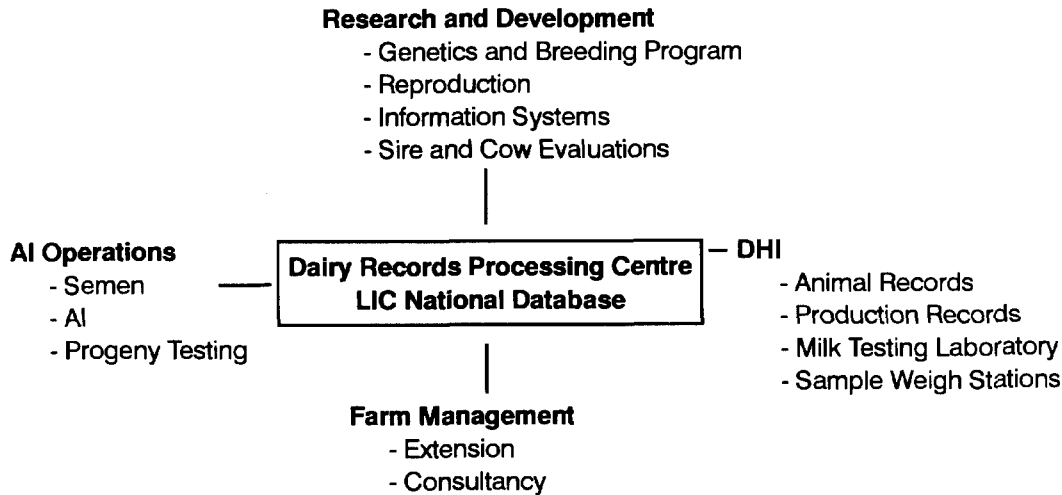 Research and Development
- Genetics and Breeding Program
- Reproduction
- Information Systems
- Sire and Cow Evaluations
AI Operations
- Semen
- AI
- Progeny Testing
Dairy Records Processing Centre
LIC National Database
– DHI
- Animal Records
- Production Records
- Milk Testing Laboratory
- Sample Weigh Stations
Farm Management
- Extension
- Consultancy